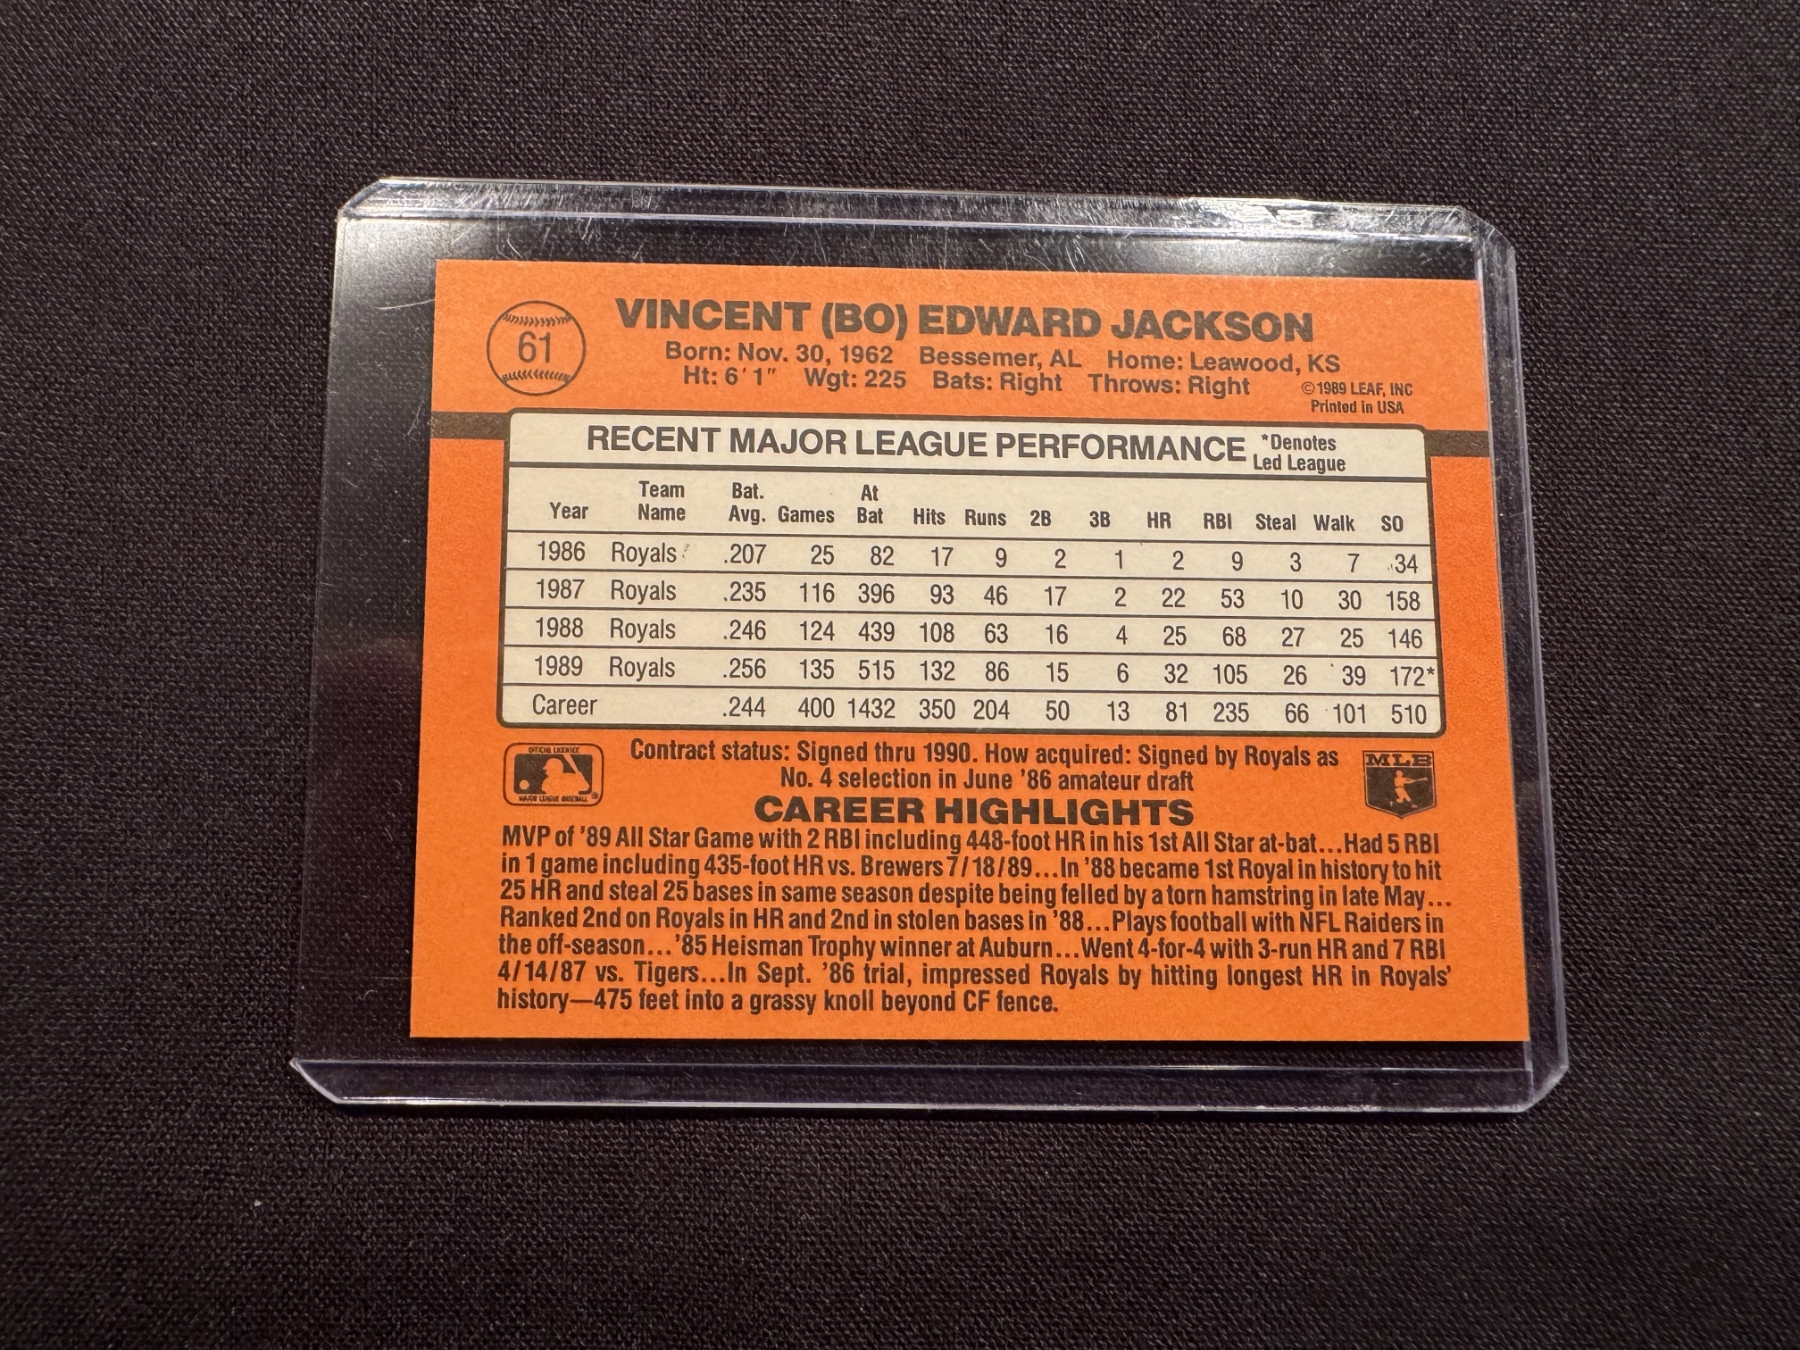 61
VINCENT (BO) EDWARD JACKSON
Born: Nov. 30, 1962 Bessemer, AL Home: Leawood, KS
Ht: 6'1" Wgt: 225 Bats: Right Throws: Right
© 1989 LEAF, INC
Printed in USA
RECENT MAJOR LEAGUE PERFORMANCE *Denotes
Led League
Year Team Name Bat. Avg. Games At Bat Hits Runs 2B 3B HR RBI Steal Walk SO
1986 Royals .207 25 82 17 9 2 1 2 9 3 7 34
1987 Royals .235 116 396 93 46 17 2 22 53 10 30 158
1988 Royals .246 124 439 108 63 16 4 25 68 27 25 146
1989 Royals .256 135 515 132 86 15 6 32 105 26 39 172*
Career .244 400 1432 350 204 50 13 81 235 66 101 510
OFFICIAL LICENSEE
MAJOR LEAGUE BASEBALL ®
Contract status: Signed thru 1990. How acquired: Signed by Royals as
No. 4 selection in June '86 amateur draft
MLB
CAREER HIGHLIGHTS
MVP of '89 All Star Game with 2 RBI including 448-foot HR in his 1st All Star at-bat...Had 5 RBI
in 1 game including 435-foot HR vs. Brewers 7/18/89...In '88 became 1st Royal in history to hit
25 HR and steal 25 bases in same season despite being felled by a torn hamstring in late May...
Ranked 2nd on Royals in HR and 2nd in stolen bases in '88...Plays football with NFL Raiders in
the off-season...'85 Heisman Trophy winner at Auburn...Went 4-for-4 with 3-run HR and 7 RBI
4/14/87 vs. Tigers...In Sept. '86 trial, impressed Royals by hitting longest HR in Royals'
history—475 feet into a grassy knoll beyond CF fence.